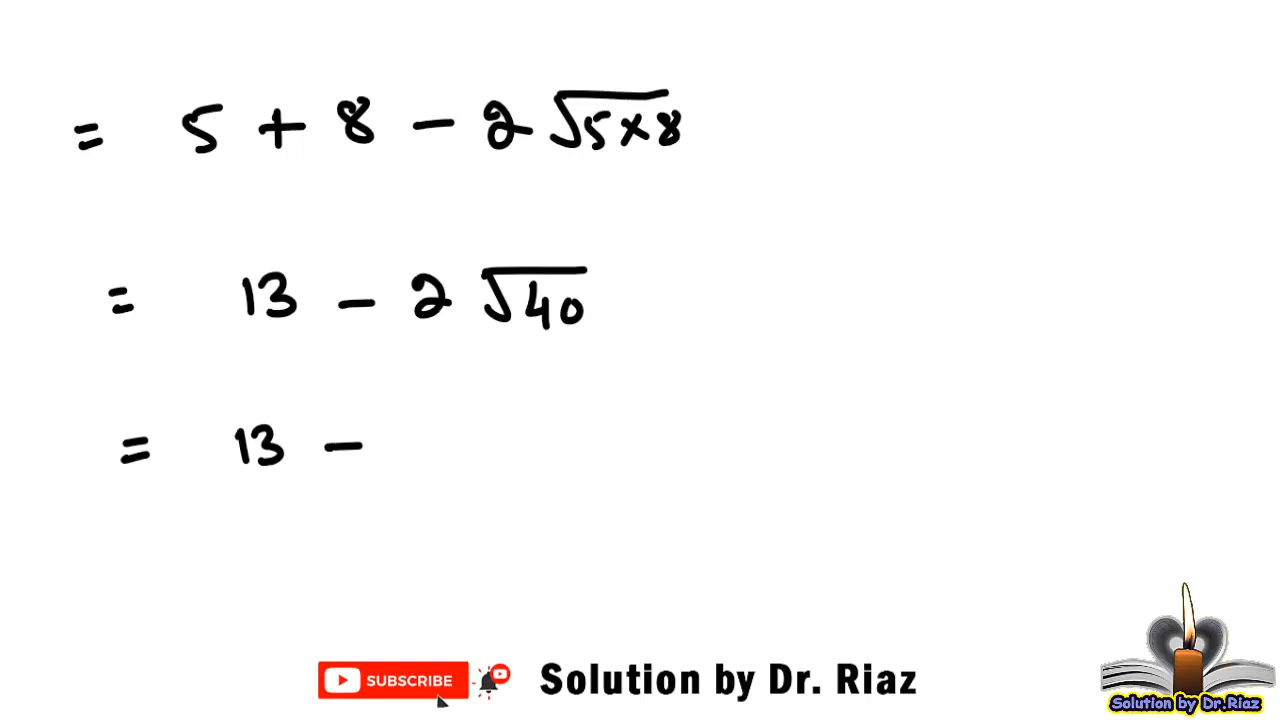 = 5 + 8 - 2 √5×8
= 13 - 2 √40
= 13 -
SUBSCRIBE
Solution by Dr. Riaz
Solution by Dr.Riaz